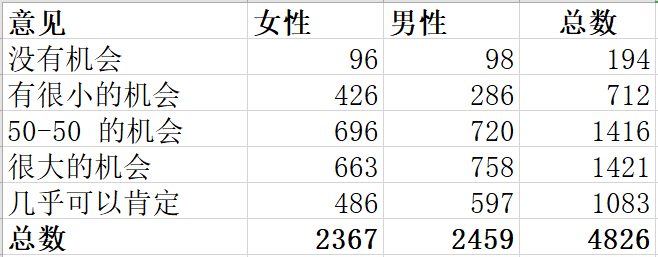 意见 女性 男性 总数
没有机会 96 98 194
有很小的机会 426 286 712
50-50 的机会 696 720 1416
很大的机会 663 758 1421
几乎可以肯定 486 597 1083
总数 2367 2459 4826